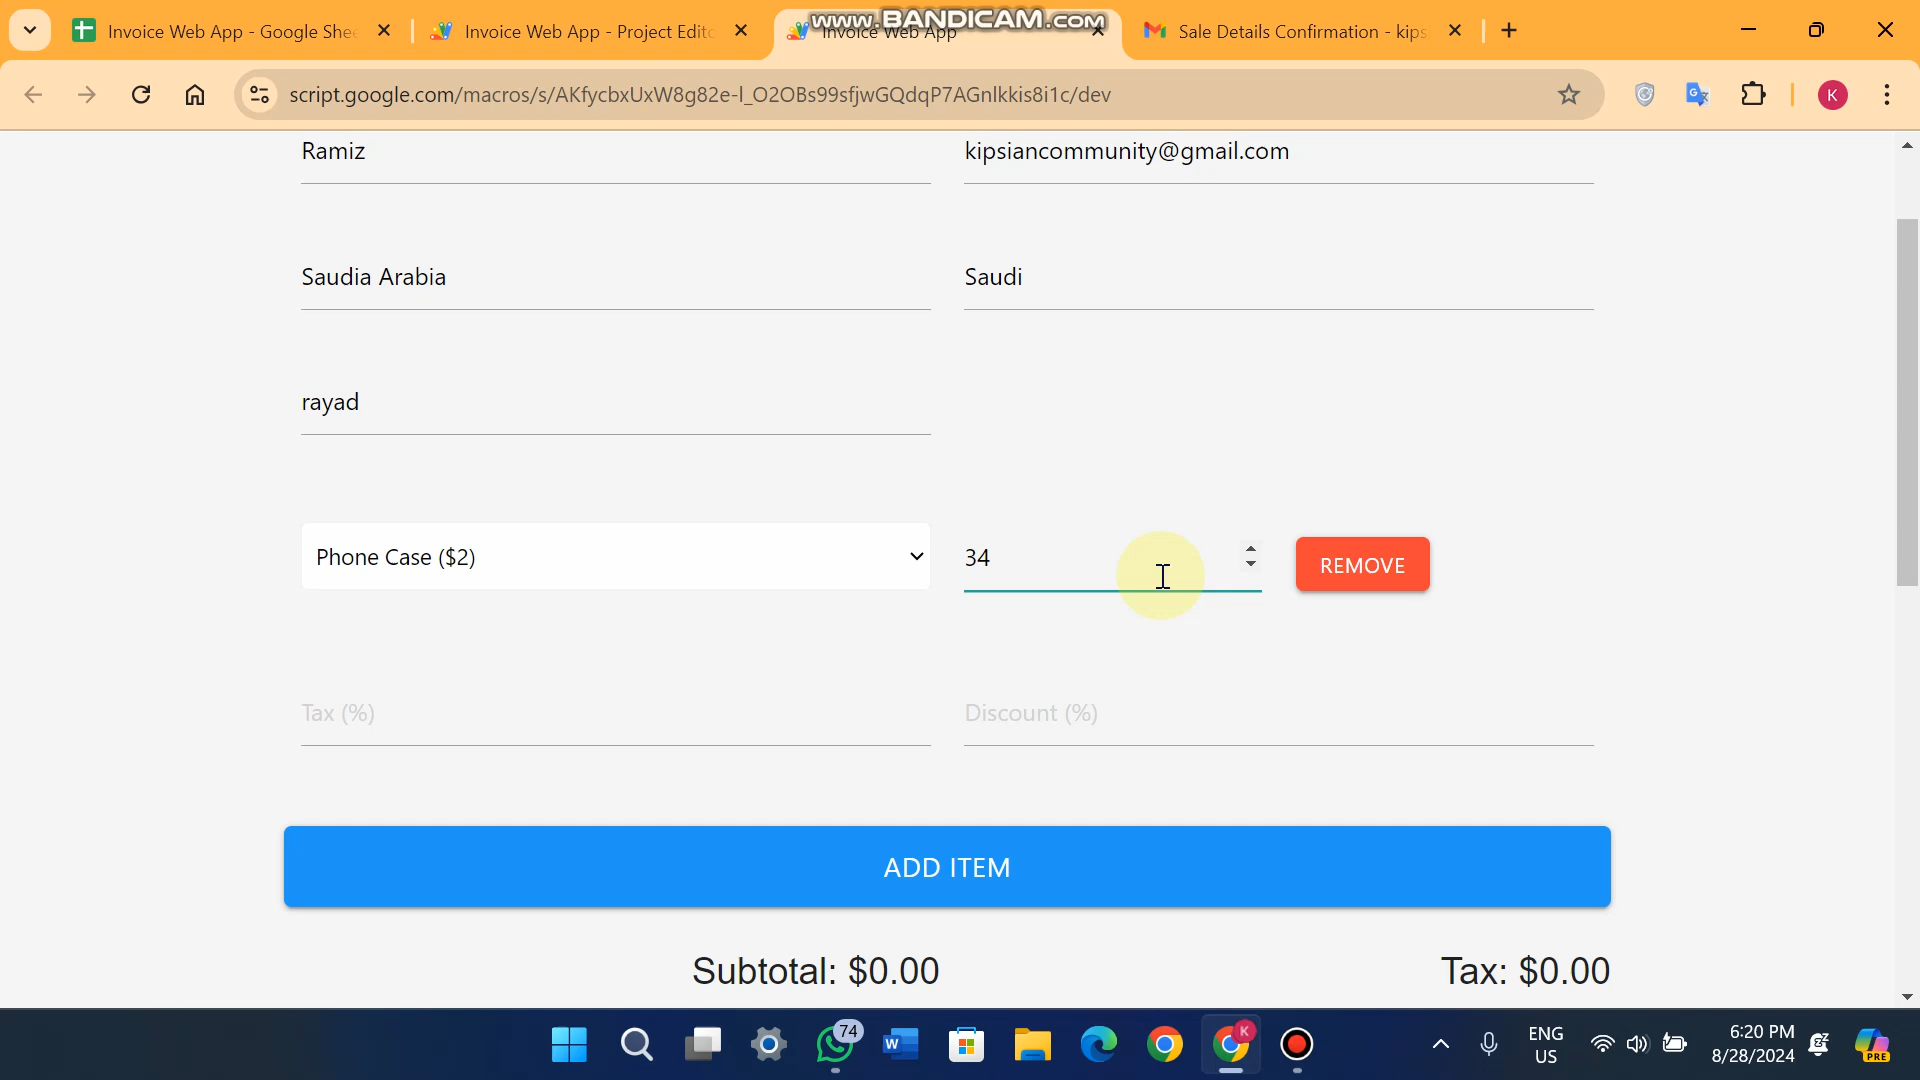 Invoice Web App - Google She
Invoice Web App - Project Edito
Invoice Web App
Sale Details Confirmation - kips
www.BANDICAM.COM
script.google.com/macros/s/AKfycbxUxW8g82e-l_O2OBs99sfjwGQdqP7AGnlkkis8i1c/dev
K
Ramiz
kipsiancommunity@gmail.com
Saudia Arabia
Saudi
rayad
Phone Case ($2)
34
REMOVE
Tax (%)
Discount (%)
ADD ITEM
Subtotal: $0.00
Tax: $0.00
74
W
K
ENG
US
6:20 PM
8/28/2024
PRE